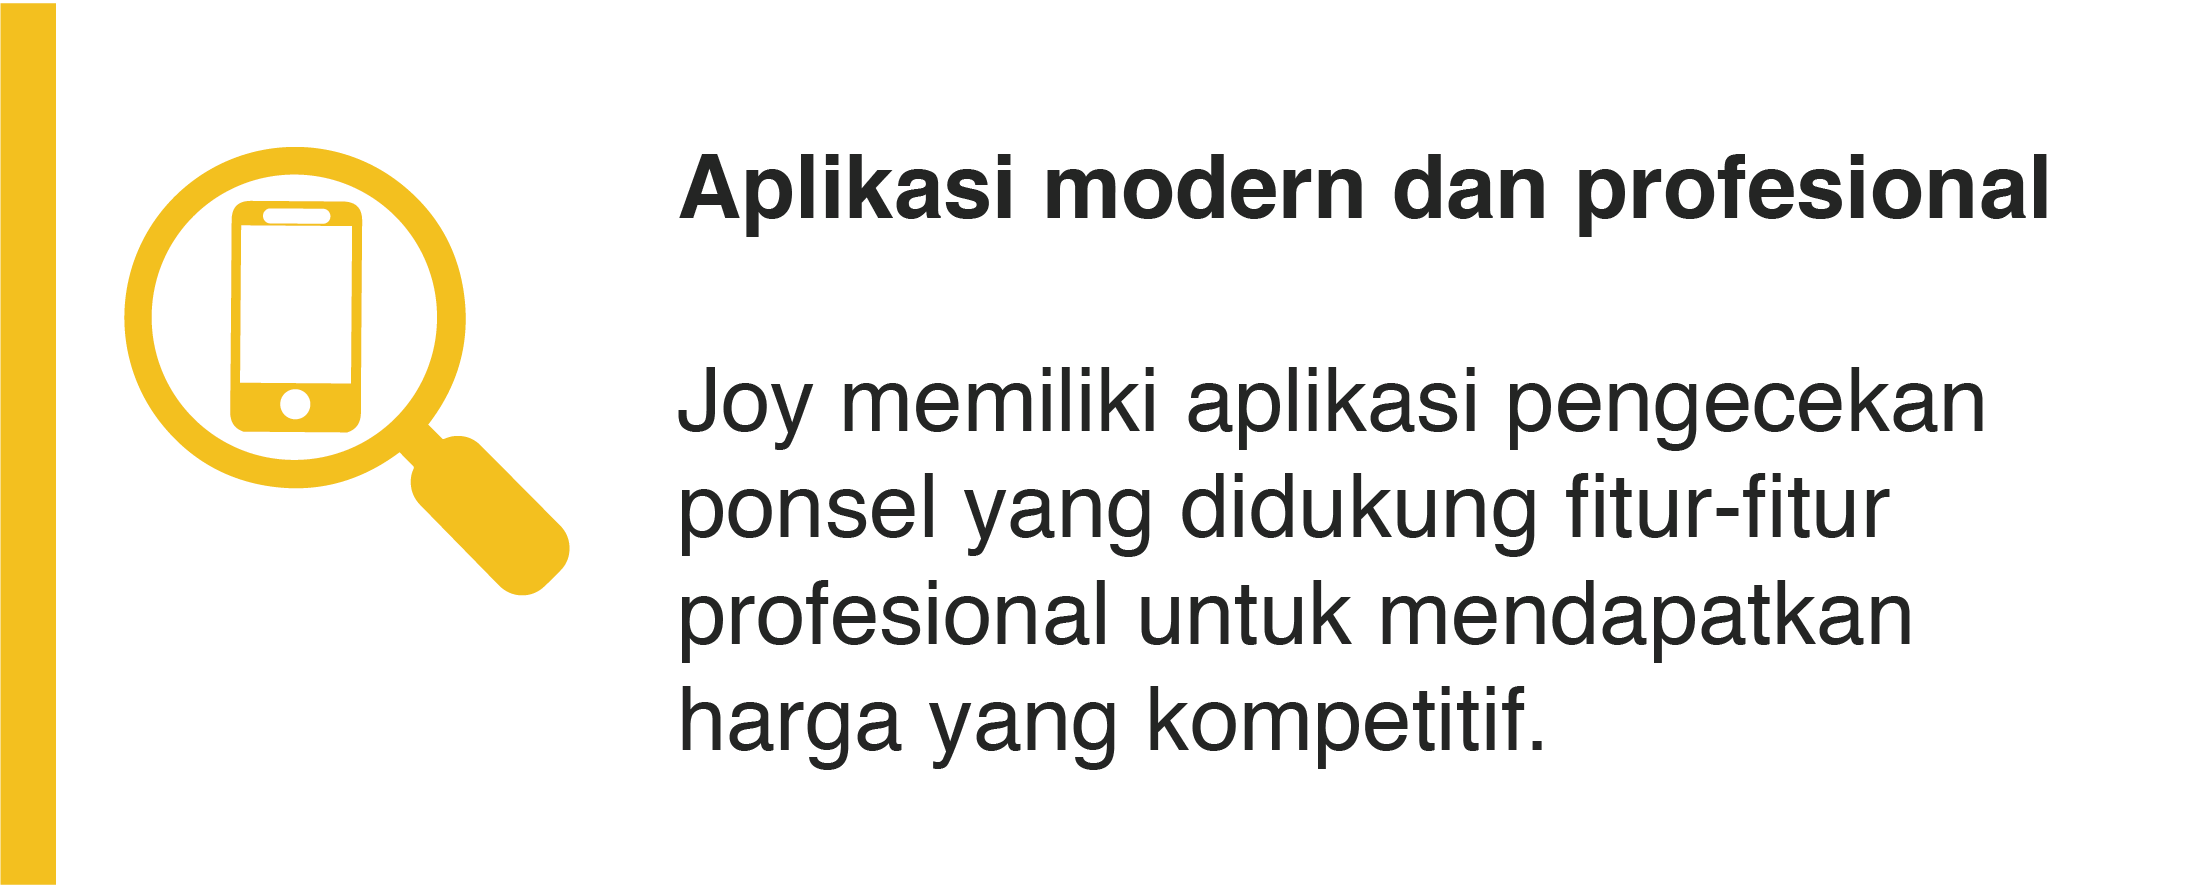 Aplikasi modern dan profesional
Joy memiliki aplikasi pengecekan
ponsel yang didukung fitur-fitur
profesional untuk mendapatkan
harga yang kompetitif.